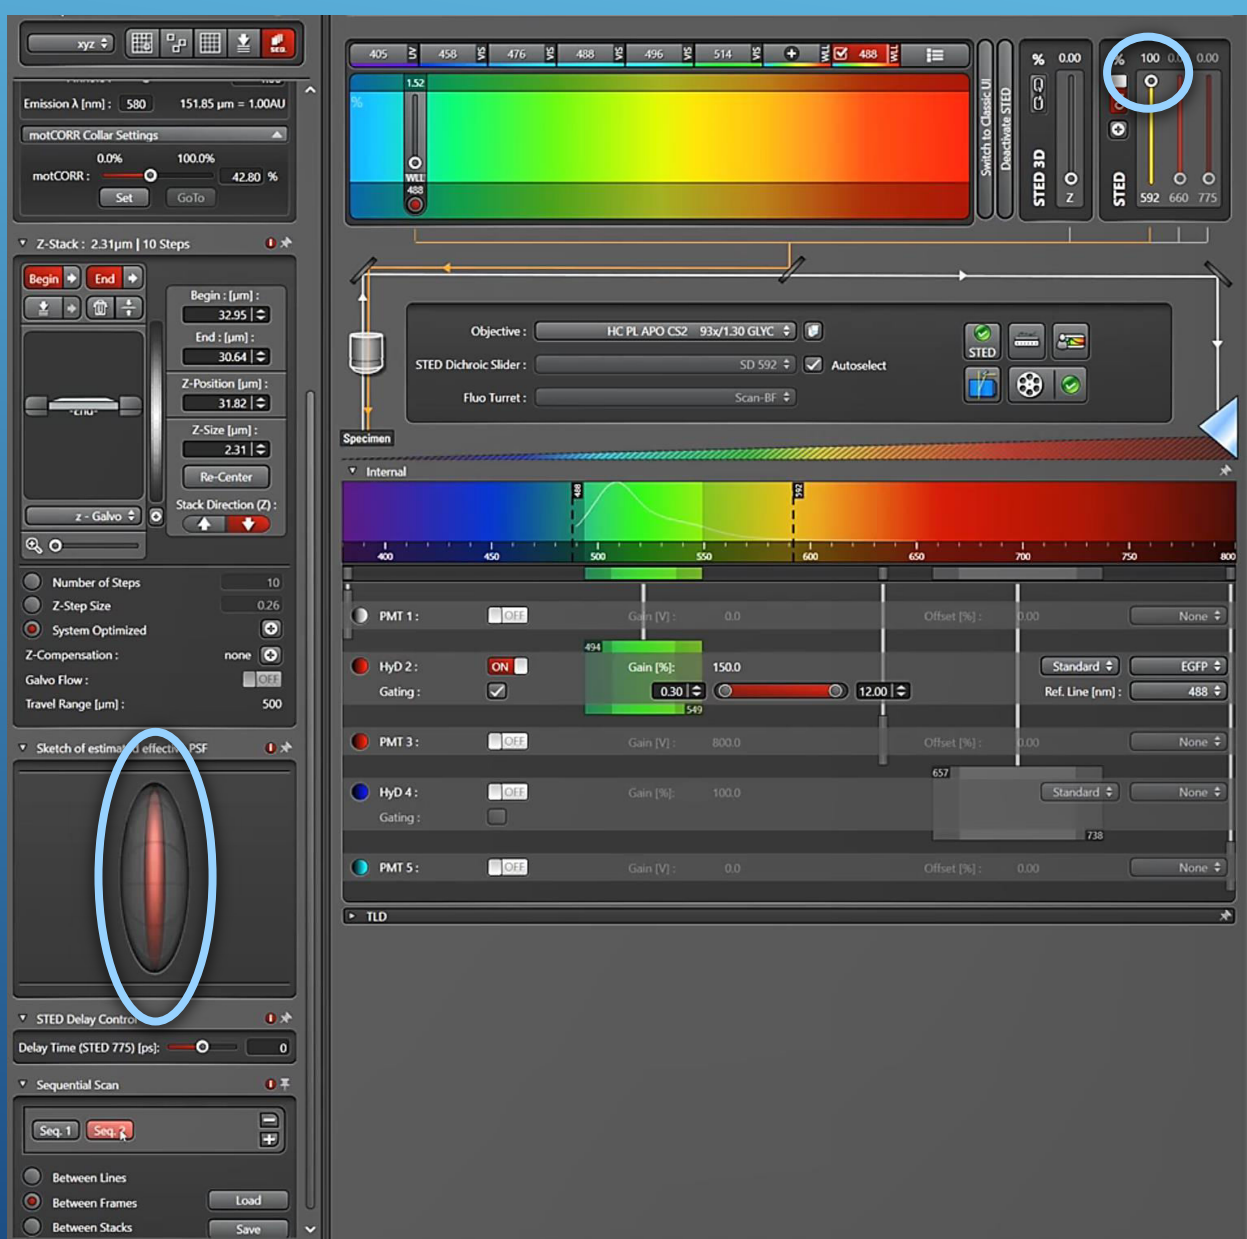 xyz
SEQ.
Emission λ [nm] : 580 151.85 µm = 1.00AU
motCORR Collar Settings
0.0% 100.0%
motCORR : 42.80 %
Set GoTo
Z-Stack : 2.31µm | 10 Steps
Begin End
Begin : [µm] :
32.95
End : [µm] :
30.64
Z-Position [µm] :
31.82
Z-Size [µm] :
2.31
Re-Center
Stack Direction (Z) :
z - Galvo
Number of Steps 10
Z-Step Size 0.26
System Optimized
Z-Compensation : none
Galvo Flow : OFF
Travel Range [µm] : 500
Sketch of estimated effective PSF
STED Delay Control
Delay Time (STED 775) [ps]: 0
Sequential Scan
Seq. 1 Seq. 2
Between Lines
Between Frames Load
Between Stacks Save
405 UV 458 VIS 476 VIS 488 VIS 496 VIS 514 VIS WLL 488 WLL
1.52
%
WLL
488
Switch to Classic UI
Deactivate STED
% 0.00
STED 3D
Z
% 100 0.00
STED
592 660 775
Objective : HC PL APO CS2 93x/1.30 GLYC
STED Dichroic Slider : SD 592 Autoselect
Fluo Turret : Scan-BF
STED
Specimen
Internal
488 592
400 450 500 550 600 650 700 750 800
PMT 1 : OFF Gain [V] : 0.0 Offset [%] : 0.00 None
494
HyD 2 : ON Gain [%]: 150.0 Standard EGFP
Gating : 0.30 12.00 Ref. Line [nm] : 488
549
PMT 3 : OFF Gain [V] : 800.0 Offset [%] : 0.00 None
657
HyD 4 : OFF Gain [%]: 100.0 Standard None
Gating :
738
PMT 5 : OFF Gain [V] : 0.0 Offset [%] : 0.00 None
TLD